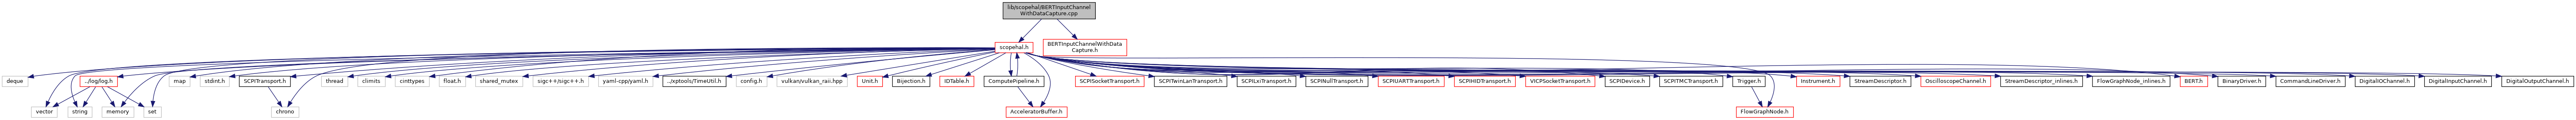 lib/scopehal/BERTInputChannel
WithDataCapture.cpp
scopehal.h
BERTInputChannelWithData
Capture.h
deque
../log/log.h
map
stdint.h
SCPITransport.h
thread
climits
cinttypes
float.h
shared_mutex
sigc++/sigc++.h
yaml-cpp/yaml.h
../xptools/TimeUtil.h
config.h
vulkan/vulkan_raii.hpp
Unit.h
Bijection.h
IDTable.h
ComputePipeline.h
SCPISocketTransport.h
SCPITwinLanTransport.h
SCPILxiTransport.h
SCPINullTransport.h
SCPIUARTTransport.h
SCPIHIDTransport.h
VICPSocketTransport.h
SCPIDevice.h
SCPITMCTransport.h
Trigger.h
Instrument.h
StreamDescriptor.h
OscilloscopeChannel.h
StreamDescriptor_inlines.h
FlowGraphNode_inlines.h
BERT.h
BinaryDriver.h
CommandLineDriver.h
DigitalIOChannel.h
DigitalInputChannel.h
DigitalOutputChannel.h
vector
string
memory
set
chrono
AcceleratorBuffer.h
FlowGraphNode.h